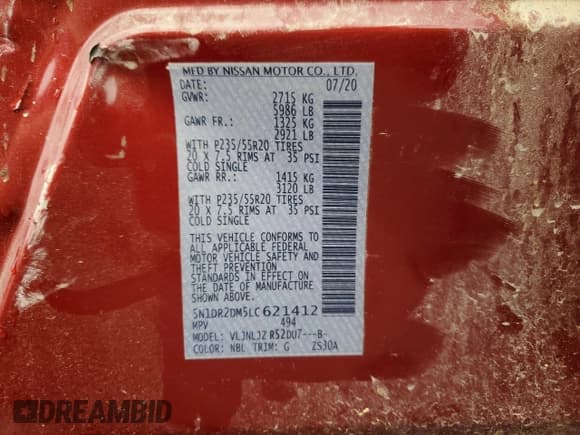 MFD BY NISSAN MOTOR CO., LTD.
DATE: 07/20
GVWR: 2715 KG
5986 LB
GAWR FR.: 1325 KG
2921 LB
WITH P235/55R20 TIRES
20 X 7.5 RIMS AT 35 PSI
COLD SINGLE
GAWR RR.: 1415 KG
3120 LB
WITH P235/55R20 TIRES
20 X 7.5 RIMS AT 35 PSI
COLD SINGLE
THIS VEHICLE CONFORMS TO
ALL APPLICABLE FEDERAL
MOTOR VEHICLE SAFETY AND
THEFT PREVENTION
STANDARDS IN EFFECT ON
THE DATE OF MANUFACTURE
SHOWN ABOVE.
5N1DR2DM5LC621412
MPV 494
MODEL: VLJNLJZ R52DU7---B-
COLOR: NBL TRIM: G ZS30A
DREAMBID